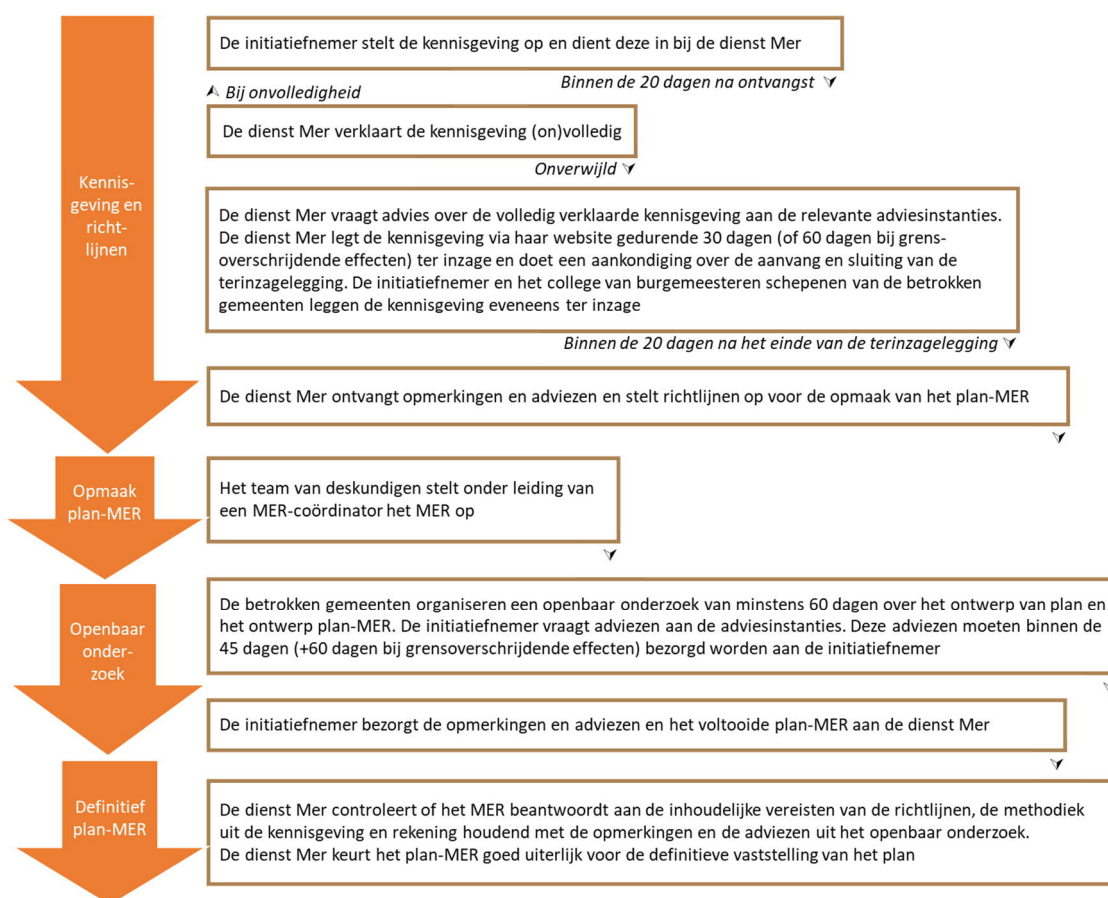 De initiatiefnemer stelt de kennisgeving op en dient deze in bij de dienst Mer
Binnen de 20 dagen na ontvangst
Bij onvolledigheid
De dienst Mer verklaart de kennisgeving (on)volledig
Onverwijld
Kennis-
geving en
richt-
lijnen
De dienst Mer vraagt advies over de volledig verklaarde kennisgeving aan de relevante adviesinstanties.
De dienst Mer legt de kennisgeving via haar website gedurende 30 dagen (of 60 dagen bij grens-
overschrijdende effecten) ter inzage en doet een aankondiging over de aanvang en sluiting van de
terinzagelegging. De initiatiefnemer en het college van burgemeesteren schepenen van de betrokken
gemeenten leggen de kennisgeving eveneens ter inzage
Binnen de 20 dagen na het einde van de terinzagelegging
De dienst Mer ontvangt opmerkingen en adviezen en stelt richtlijnen op voor de opmaak van het plan-MER
Opmaak
plan-MER
Het team van deskundigen stelt onder leiding van
een MER-coördinator het MER op
Openbaar
onder-
zoek
De betrokken gemeenten organiseren een openbaar onderzoek van minstens 60 dagen over het ontwerp van plan en
het ontwerp plan-MER. De initiatiefnemer vraagt adviezen aan de adviesinstanties. Deze adviezen moeten binnen de
45 dagen (+60 dagen bij grensoverschrijdende effecten) bezorgd worden aan de initiatiefnemer
De initiatiefnemer bezorgt de opmerkingen en adviezen en het voltooide plan-MER aan de dienst Mer
Definitief
plan-MER
De dienst Mer controleert of het MER beantwoordt aan de inhoudelijke vereisten van de richtlijnen, de methodiek
uit de kennisgeving en rekening houdend met de opmerkingen en de adviezen uit het openbaar onderzoek.
De dienst Mer keurt het plan-MER goed uiterlijk voor de definitieve vaststelling van het plan